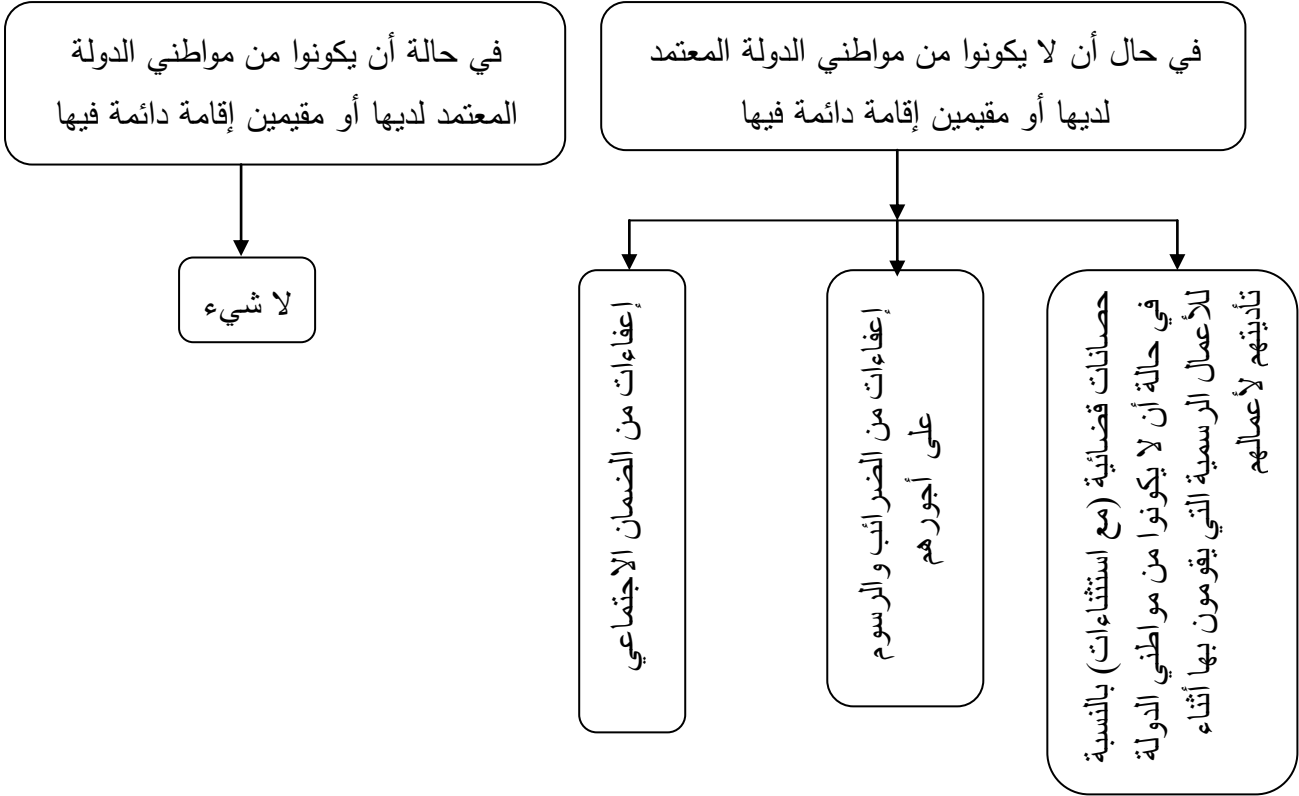 في حال أن لا يكونوا من مواطني الدولة المعتمد
لديها أو مقيمين إقامة دائمة فيها
في حالة أن يكونوا من مواطني الدولة
المعتمد لديها أو مقيمين إقامة دائمة فيها
حصانات قضائية (مع استثناءات) بالنسبة
في حالة أن لا يكونوا من مواطني الدولة
للأعمال الرسمية التي يقومون بها أثناء
تأديتهم لأعمالهم
إعفاءات من الضرائب والرسوم
على أجورهم
إعفاءات من الضمان الاجتماعي
لا شيء